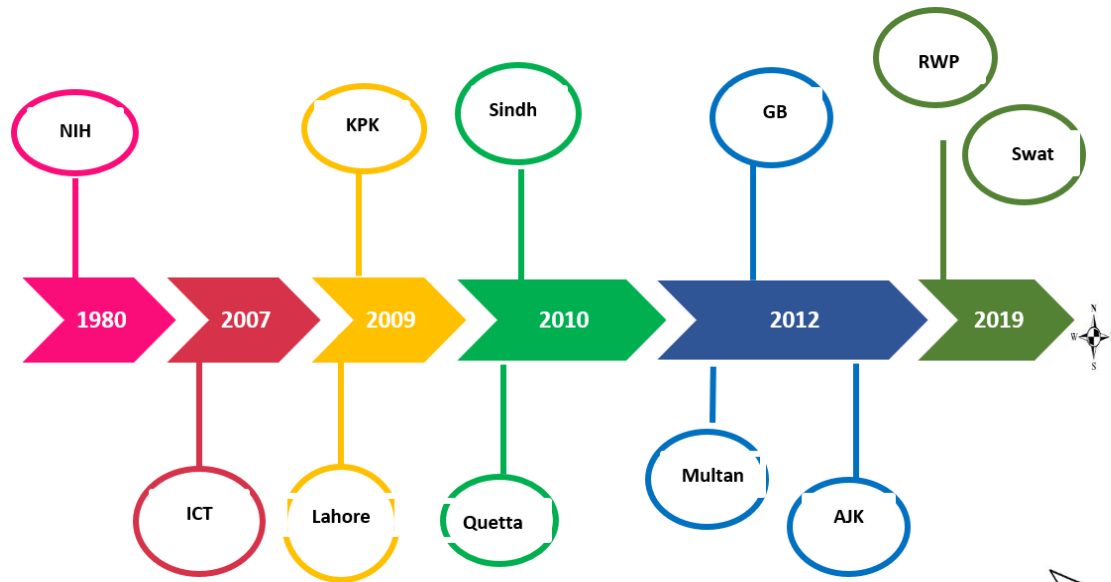 RWP
NIH
KPK
Sindh
GB
Swat
1980
2007
2009
2010
2012
2019
N
W
S
ICT
Lahore
Quetta
Multan
AJK